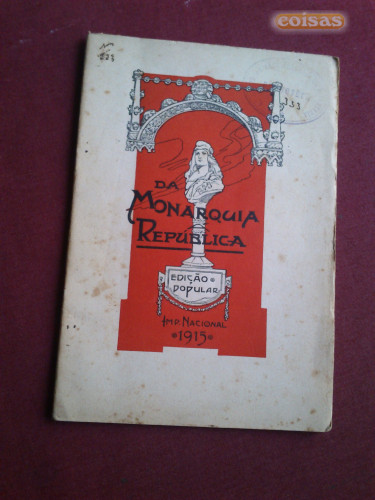 coisas
DA
MONARQUIA
REPÚBLICA
EDIÇÃO
POPULAR
IMP. NACIONAL
1915